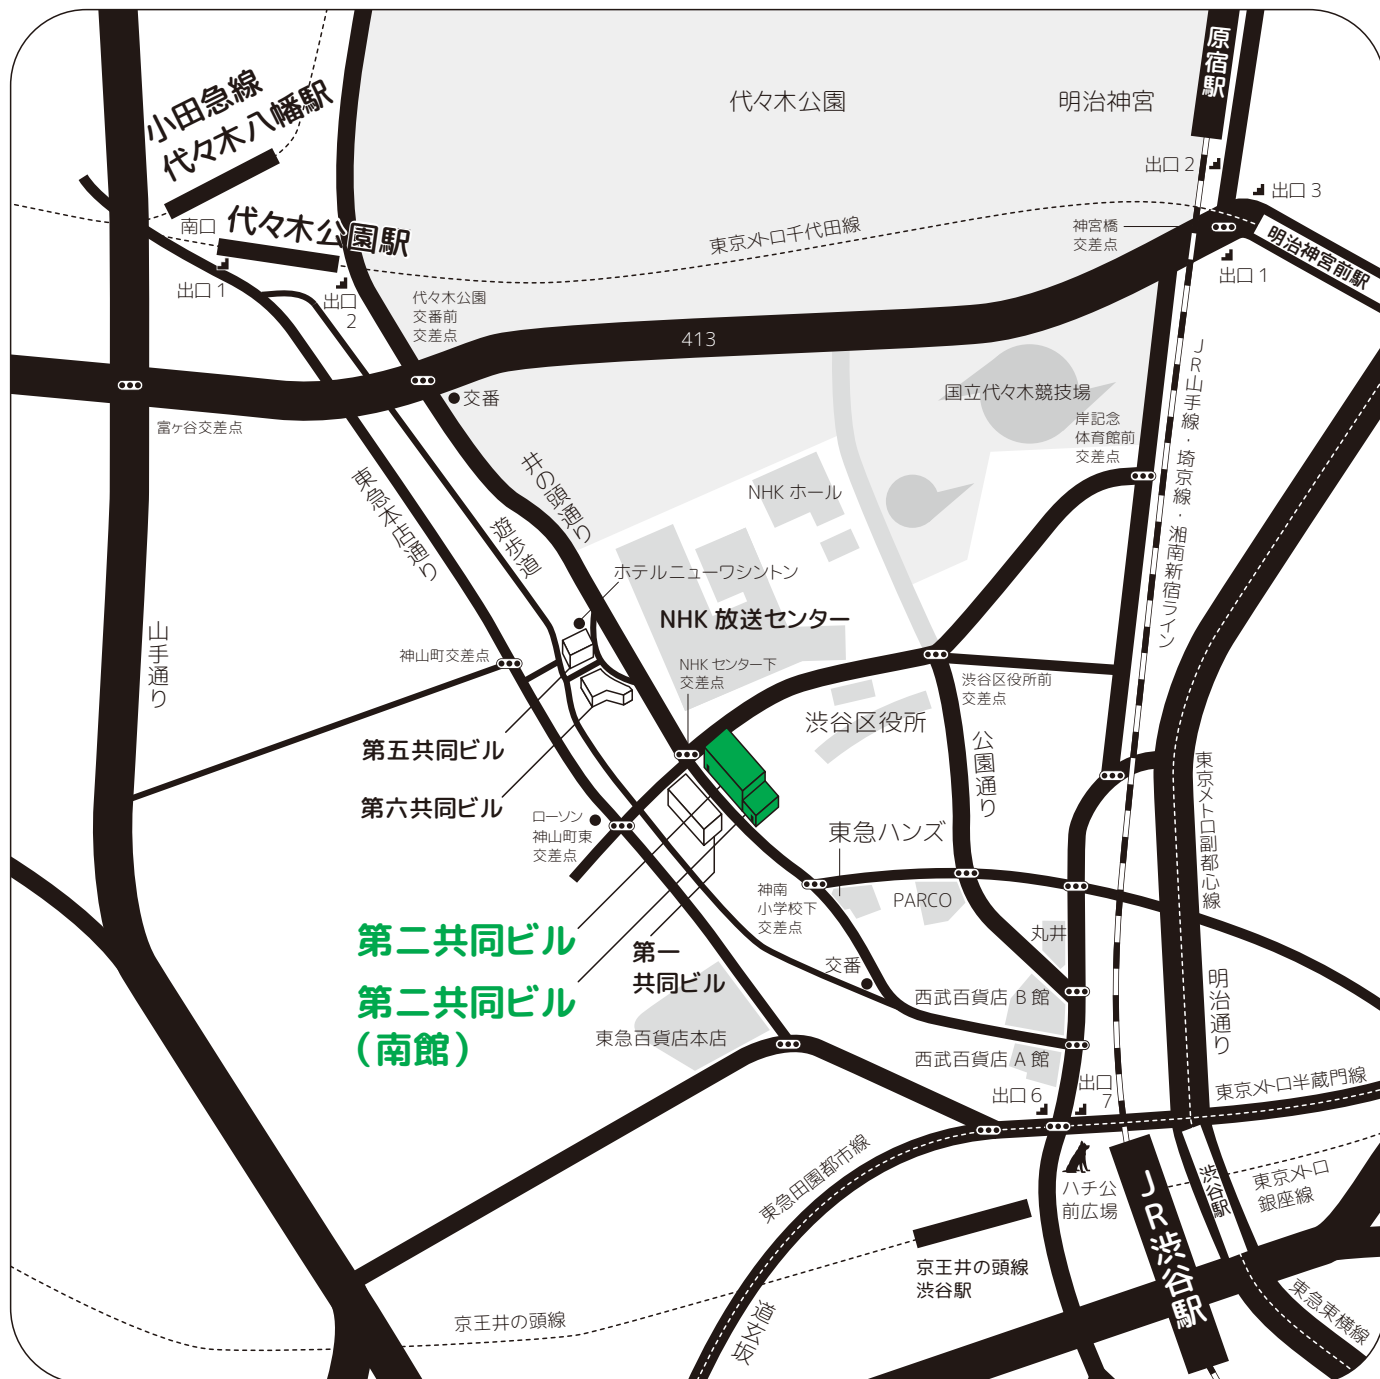 原宿駅
代々木公園
明治神宮
小田急線
代々木八幡駅
出口 2
出口 3
南口
代々木公園駅
神宮橋
交差点
東京メトロ千代田線
明治神宮前駅
出口 1
出口 1
出口
2
代々木公園
交番前
交差点
413
JR山手線・埼京線・湘南新宿ライン
国立代々木競技場
交番
岸記念
体育館前
交差点
富ヶ谷交差点
井の頭通り
東急本店通り
NHK ホール
遊歩道
ホテルニューワシントン
NHK 放送センター
山手通り
神山町交差点
NHK センター下
交差点
渋谷区役所前
交差点
渋谷区役所
公園通り
第五共同ビル
東京メトロ副都心線
第六共同ビル
ローソン
神山町東
交差点
東急ハンズ
神南
小学校下
交差点
PARCO
第二共同ビル
丸井
第一
共同ビル
交番
明治通り
第二共同ビル
(南館)
西武百貨店 B 館
東急百貨店本店
西武百貨店 A 館
出口 6
出口
7
東京メトロ半蔵門線
東急田園都市線
ハチ公
前広場
JR渋谷駅
渋谷駅
東京メトロ
銀座線
京王井の頭線
渋谷駅
京王井の頭線
道玄坂
東急東横線